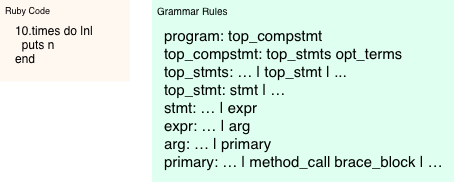 Ruby Code
10.times do |n|
puts n
end
Grammar Rules
program: top_compstmt
top_compstmt: top_stmts opt_terms
top_stmts: … | top_stmt | ...
top_stmt: stmt | …
stmt: … | expr
expr: … | arg
arg: … | primary
primary: … | method_call brace_block | …